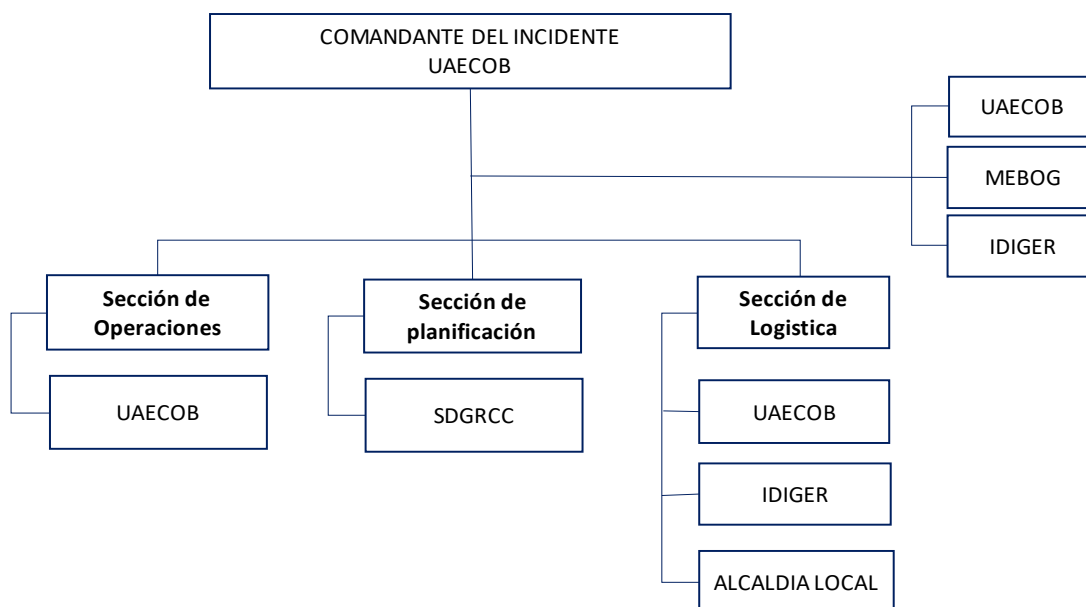 COMANDANTE DEL INCIDENTE
UAECOB
UAECOB
MEBOG
IDIGER
Sección de
Operaciones
UAECOB
Sección de
planificación
SDGRCC
Sección de
Logistica
UAECOB
IDIGER
ALCALDIA LOCAL